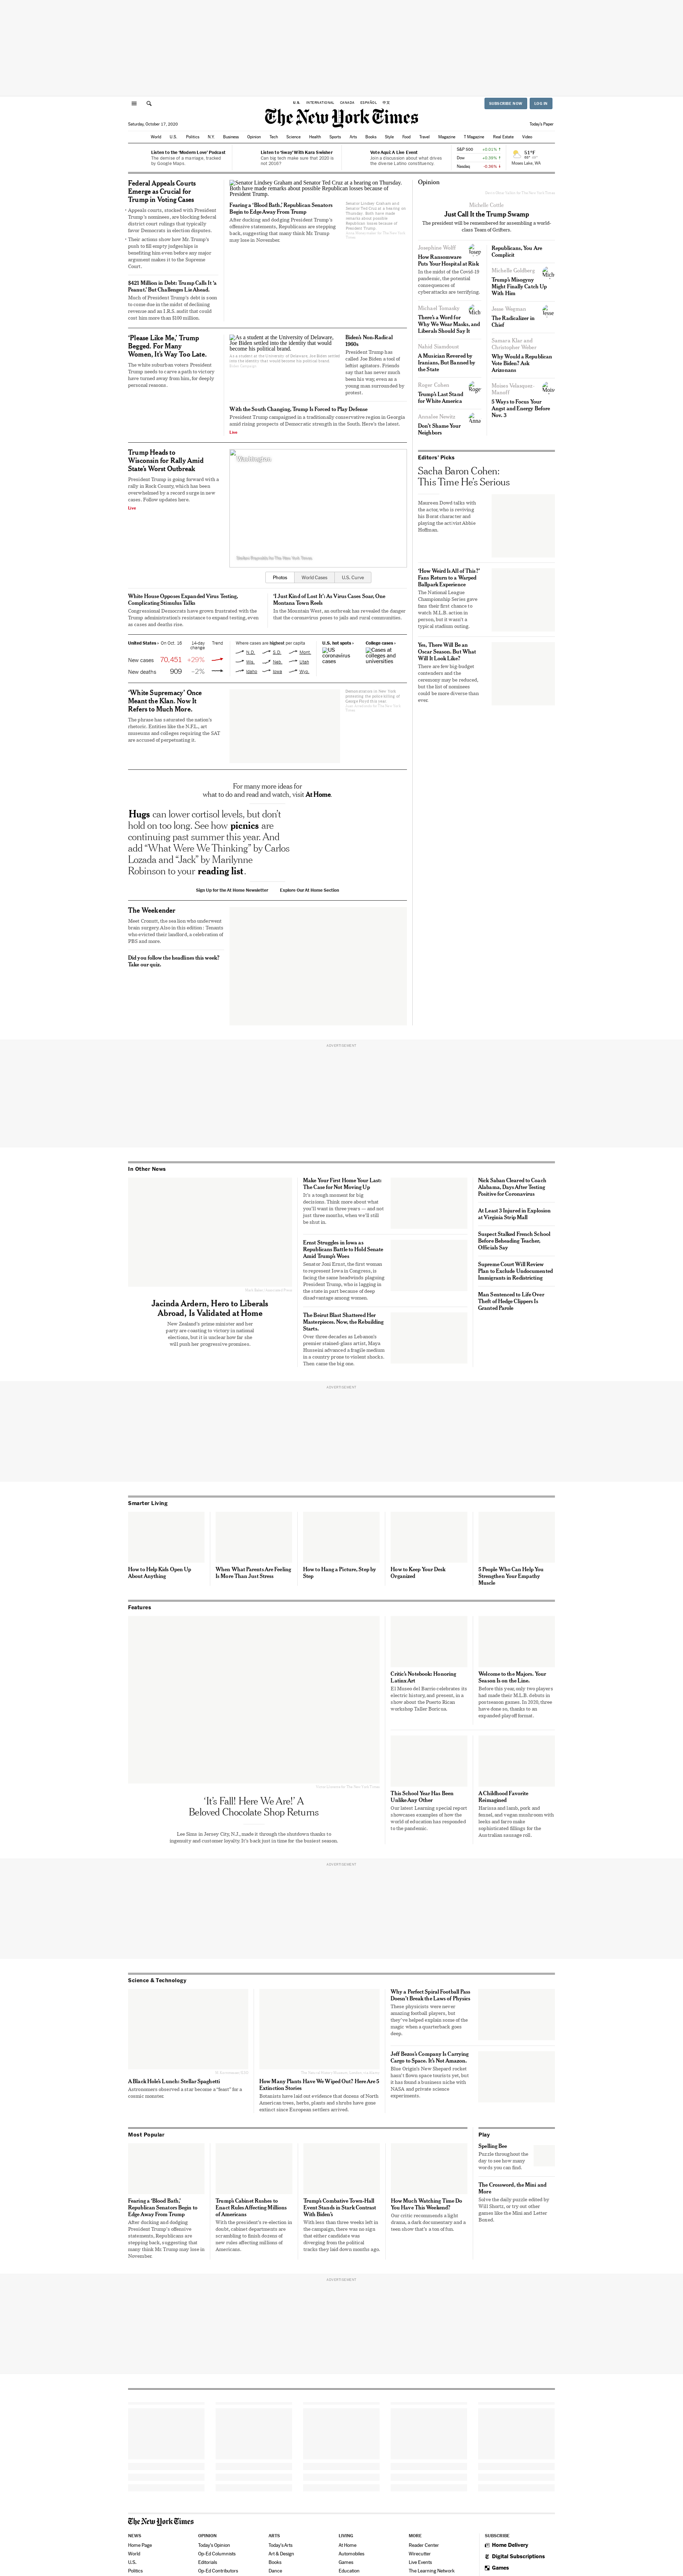 U.S.
INTERNATIONAL
CANADA
ESPAÑOL
中文
SUBSCRIBE NOW
LOG IN
The New York Times
Saturday, October 17, 2020
Today's Paper
World
U.S.
Politics
N.Y.
Business
Opinion
Tech
Science
Health
Sports
Arts
Books
Style
Food
Travel
Magazine
T Magazine
Real Estate
Video
Listen to the 'Modern Love' Podcast
The demise of a marriage, tracked
by Google Maps.
Listen to 'Sway' With Kara Swisher
Can big tech make sure that 2020 is
not 2016?
Vote Aquí: A Live Event
Join a discussion about what drives
the diverse Latino constituency.
S&P 500 +0.01% ↑
Dow +0.39% ↑
Nasdaq -0.36% ↓
51°F
Moses Lake, WA
Federal Appeals Courts
Emerge as Crucial for
Trump in Voting Cases
• Appeals courts, stacked with President
Trump's nominees, are blocking federal
district court rulings that today largely
favor Democrats in election disputes.
• Their actions show how Mr. Trump's
push to fill empty judgeships is
benefiting him even before any major
voter argument makes it to the Supreme
Court.
$421 Million in Debt: Trump Calls It 'a
Peanut,' But Challenges Lie Ahead.
Much of President Trump's debt is soon
to come due in the midst of declining
revenue and an I.R.S. audit that could
cost him more than $100 million.
Senator Lindsey Graham and Senator Ted Cruz at a hearing on Thursday.
Both have made remarks about possible Republican losses because of
President Trump.
Fearing a 'Blood Bath,' Republican Senators
Begin to Edge Away From Trump
After ducking and dodging President Trump's
offensive statements, Republicans are stepping
back, suggesting that many think Mr. Trump
may lose in November.
Senator Lindsey Graham and
Senator Ted Cruz at a hearing on
Thursday. Both have made
remarks about possible
Republican losses because of
President Trump.
'Please Like Me,' Trump
Begged. For Many
Women, It's Way Too Late.
The white suburban voters President
Trump needs to carve a path to victory
have turned away from him, for deeply
personal reasons.
As a student at the University of Delaware,
Joe Biden settled into the identity that would
become his political brand.
As a student at the University of Delaware, Joe Biden settled
into the identity that would become his political brand.
Biden's Non-Radical
1960s
President Trump has
called Joe Biden a tool of
leftist agitators. Friends
say that has never much
been his way, even as a
young man surrounded by
protest.
With the South Changing, Trump Is Forced to Play Defense
President Trump campaigned in a traditionally conservative region in Georgia
amid rising prospects of Democratic strength in the South. Here's the latest.
Live
Trump Heads to
Wisconsin for Rally Amid
State's Worst Outbreak
President Trump is going forward with a
rally in Rock County, which has been
overwhelmed by a record surge in new
cases. Follow updates here.
Live
Washington
Photos
World Cases
U.S. Curve
White House Opposes Expanded Virus Testing,
Complicating Stimulus Talks
Congressional Democrats have grown frustrated with the
Trump administration's resistance to expanded testing, even
as cases and deaths rise.
'I Just Kind of Lost It': As Virus Cases Soar, One
Montana Town Reels
In the Mountain West, an outbreak has revealed the danger
that the coronavirus poses to jails and rural communities.
United States › On Oct. 16
14-day
change
Trend
New cases 70,451 +29%
New deaths 909 –2%
Where cases are highest per capita
N.D.
S.D.
Mont.
Wis.
Neb.
Utah
Idaho
Iowa
Wyo.
U.S. hot spots ›
US
coronavirus
cases
College cases ›
Cases at
colleges and
universities
'White Supremacy' Once
Meant the Klan. Now It
Refers to Much More.
The phrase has saturated the nation's
rhetoric. Entities like the N.F.L., art
museums and colleges requiring the SAT
are accused of perpetuating it.
Demonstrators in New York
protesting the police killing of
George Floyd this year.
For many more ideas for
what to do and read and watch, visit At Home.
Hugs can lower cortisol levels, but don't
hold on too long. See how picnics are
continuing past summer this year. And
add "What Were We Thinking" by Carlos
Lozada and "Jack" by Marilynne
Robinson to your reading list.
Sign Up for the At Home Newsletter
Explore Our At Home Section
The Weekender
Meet Cronutt, the sea lion who underwent
brain surgery. Also in this edition: Tenants
who evicted their landlord, a celebration of
PBS and more.
Did you follow the headlines this week?
Take our quiz.
Opinion
Michelle Cottle
Just Call It the Trump Swamp
The president will be remembered for assembling a world-
class Team of Grifters.
Josephine Wolff
How Ransomware
Puts Your Hospital at Risk
In the midst of the Covid-19
pandemic, the potential
consequences of
cyberattacks are terrifying.
Michael Tomasky
There's a Word for
Why We Wear Masks, and
Liberals Should Say It
Nahid Siamdoust
A Musician Revered by
Iranians, But Banned by
the State
Roger Cohen
Trump's Last Stand
for White America
Annalee Newitz
Don't Shame Your
Neighbors
Republicans, You Are
Complicit
Michelle Goldberg
Trump's Misogyny
Might Finally Catch Up
With Him
Jesse Wegman
The Radicalizer in
Chief
Samara Klar and
Christopher Weber
Why Would a Republican
Vote Biden? Ask
Arizonans
Moises Velasquez-
Manoff
5 Ways to Focus Your
Angst and Energy Before
Nov. 3
Editors' Picks
Sacha Baron Cohen:
This Time He's Serious
Maureen Dowd talks with
the actor, who is reviving
his Borat character and
playing the activist Abbie
Hoffman.
'How Weird Is All of This?'
Fans Return to a Warped
Ballpark Experience
The National League
Championship Series gave
fans their first chance to
watch M.L.B. action in
person, but it wasn't a
typical stadium outing.
Yes, There Will Be an
Oscar Season. But What
Will It Look Like?
There are few big-budget
contenders and the
ceremony may be reduced,
but the list of nominees
could be more diverse than
ever.
ADVERTISEMENT
In Other News
Jacinda Ardern, Hero to Liberals
Abroad, Is Validated at Home
New Zealand's prime minister and her
party are coasting to victory in national
elections, but it is unclear how far she
will push her progressive promises.
Make Your First Home Your Last:
The Case for Not Moving Up
It's a tough moment for big
decisions. Think more about what
you'll want in three years — and not
just three months, when we'll still
be shut in.
Ernst Struggles in Iowa as
Republicans Battle to Hold Senate
Amid Trump's Woes
Senator Joni Ernst, the first woman
to represent Iowa in Congress, is
facing the same headwinds plaguing
President Trump, who is lagging in
the state in part because of deep
disadvantage among women.
The Beirut Blast Shattered Her
Masterpieces. Now, the Rebuilding
Starts.
Over three decades as Lebanon's
premier stained-glass artist, Maya
Husseini advanced a fragile medium
in a country prone to violent shocks.
Then came the big one.
Nick Saban Cleared to Coach
Alabama, Days After Testing
Positive for Coronavirus
At Least 3 Injured in Explosion
at Virginia Strip Mall
Suspect Stalked French School
Before Beheading Teacher,
Officials Say
Supreme Court Will Review
Plan to Exclude Undocumented
Immigrants in Redistricting
Man Sentenced to Life Over
Theft of Hedge Clippers Is
Granted Parole
ADVERTISEMENT
Smarter Living
How to Help Kids Open Up
About Anything
When What Parents Are Feeling
Is More Than Just Stress
How to Hang a Picture, Step by
Step
How to Keep Your Desk
Organized
5 People Who Can Help You
Strengthen Your Empathy
Muscle
Features
'It's Fall! Here We Are!' A
Beloved Chocolate Shop Returns
Lee Sims in Jersey City, N.J., made it through the shutdown thanks to
ingenuity and customer loyalty. It's back just in time for the busiest season.
Critic's Notebook: Honoring
Latinx Art
El Museo del Barrio celebrates its
electric history, and present, in a
show about the Puerto Rican
workshop Taller Boricua.
Welcome to the Majors. Your
Season Is on the Line.
Before this year, only two players
had made their M.L.B. debuts in
postseason games. In 2020, three
have done so, thanks to an
expanded playoff format.
This School Year Has Been
Unlike Any Other
Our latest Learning special report
showcases examples of how the
world of education has responded
to the pandemic.
A Childhood Favorite
Reimagined
Harissa and lamb, pork and
fennel, and vegan mushroom with
leeks and farro make
sophisticated fillings for the
Australian sausage roll.
ADVERTISEMENT
Science & Technology
A Black Hole's Lunch: Stellar Spaghetti
Astronomers observed a star became a "feast" for a
cosmic monster.
How Many Plants Have We Wiped Out? Here Are 5
Extinction Stories
Botanists have laid out evidence that dozens of North
American trees, herbs, plants and shrubs have gone
extinct since European settlers arrived.
Why a Perfect Spiral Football Pass
Doesn't Break the Laws of Physics
These physicists were never
amazing football players, but
they've helped explain some of the
magic when a quarterback goes
deep.
Jeff Bezos's Company Is Carrying
Cargo to Space. It's Not Amazon.
Blue Origin's New Shepard rocket
hasn't flown space tourists yet, but
it has found a business niche with
NASA and private science
experiments.
Most Popular
Fearing a 'Blood Bath,'
Republican Senators Begin to
Edge Away From Trump
After ducking and dodging
President Trump's offensive
statements, Republicans are
stepping back, suggesting that
many think Mr. Trump may lose in
November.
Trump's Cabinet Rushes to
Enact Rules Affecting Millions
of Americans
With the president's re-election in
doubt, cabinet departments are
scrambling to finish dozens of
new rules affecting millions of
Americans.
Trump's Combative Town-Hall
Event Stands in Stark Contrast
With Biden's
With less than three weeks left in
the campaign, there was no sign
that either candidate was
diverging from the political
tracks they laid down months ago.
How Much Watching Time Do
You Have This Weekend?
Our critic recommends a light
drama, a dark documentary and a
teen show that's a ton of fun.
Play
Spelling Bee
Puzzle throughout the
day to see how many
words you can find.
The Crossword, the Mini and
More
Solve the daily puzzle edited by
Will Shortz, or try out other
games like the Mini and Letter
Boxed.
ADVERTISEMENT
The New York Times
NEWS
Home Page
World
U.S.
Politics
OPINION
Today's Opinion
Op-Ed Columnists
Editorials
Op-Ed Contributors
ARTS
Today's Arts
Art & Design
Books
Dance
LIVING
At Home
Automobiles
Games
Education
MORE
Reader Center
Wirecutter
Live Events
The Learning Network
SUBSCRIBE
Home Delivery
Digital Subscriptions
Games